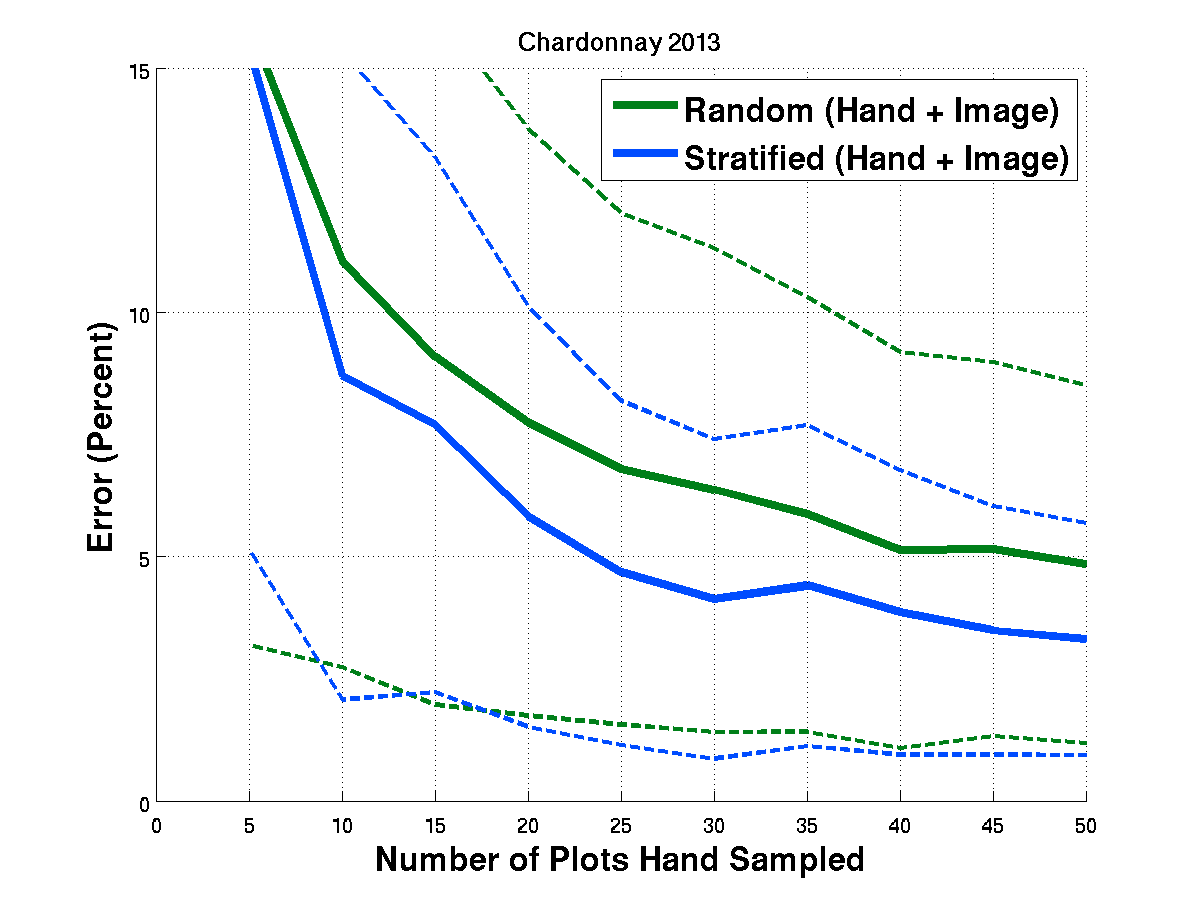 Chardonnay 2013
Random (Hand + Image)
Stratified (Hand + Image)
15
10
5
0
Error (Percent)
0 5 10 15 20 25 30 35 40 45 50
Number of Plots Hand Sampled